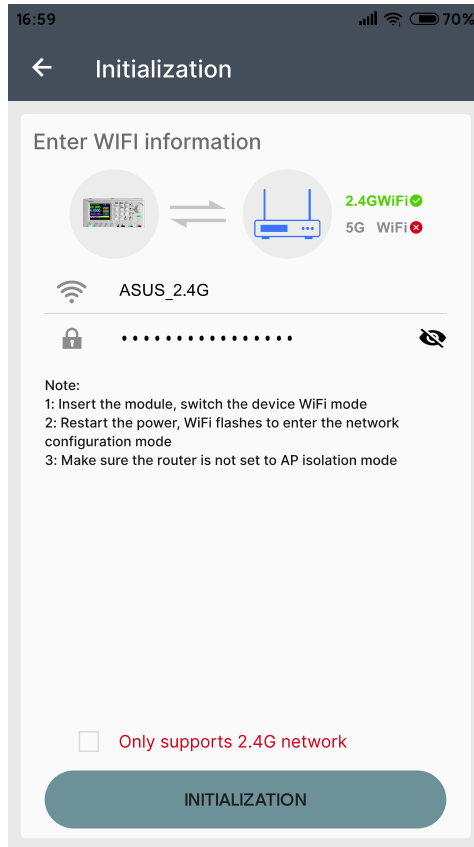 16:59
70%
Initialization
Enter WIFI information
2.4GWiFi
5G WiFi
ASUS_2.4G
••••••••••••••••
Note:
1: Insert the module, switch the device WiFi mode
2: Restart the power, WiFi flashes to enter the network
configuration mode
3: Make sure the router is not set to AP isolation mode
Only supports 2.4G network
INITIALIZATION